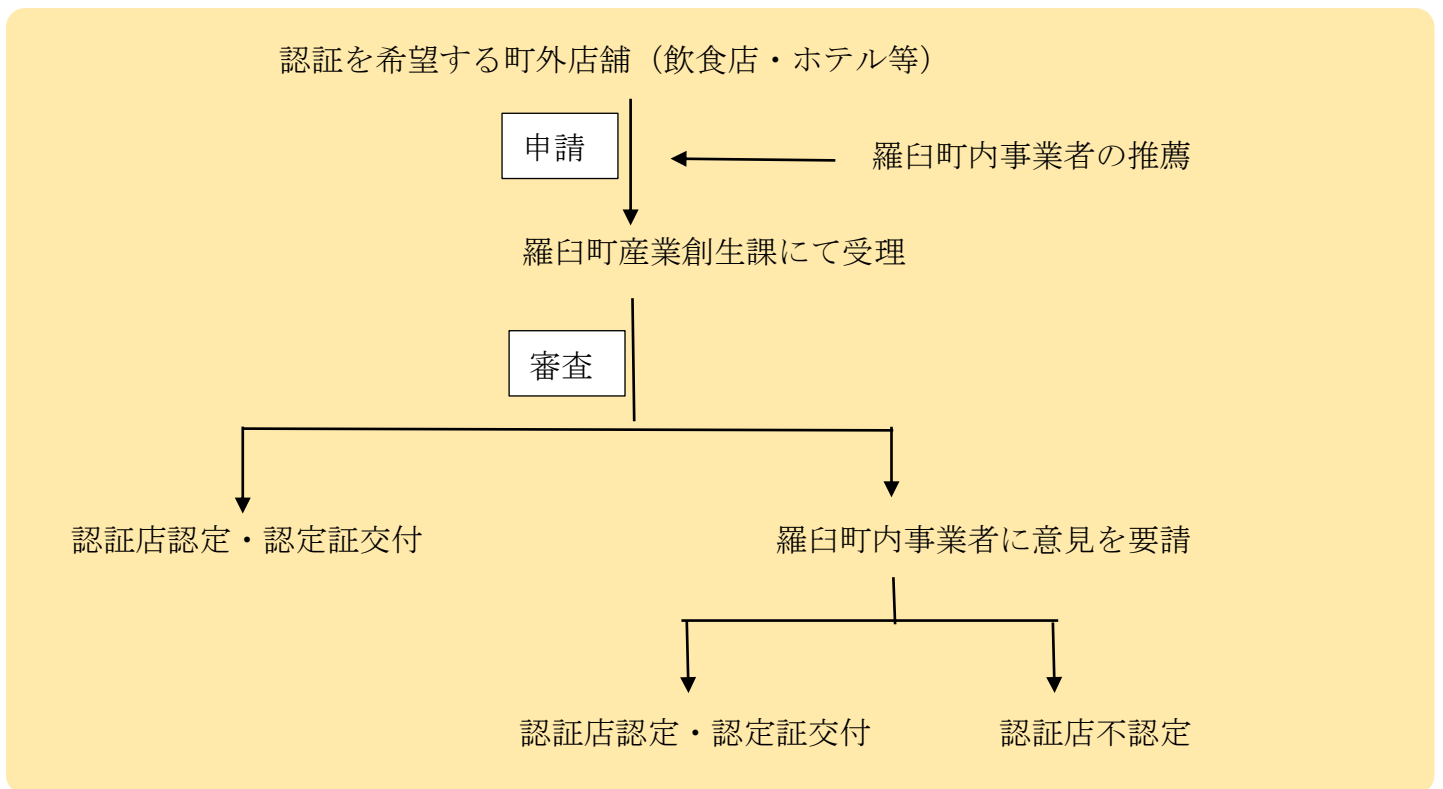 認証を希望する町外店舗（飲食店・ホテル等）
申請
羅臼町内事業者の推薦
羅臼町産業創生課にて受理
審査
認証店認定・認定証交付
羅臼町内事業者に意見を要請
認証店認定・認定証交付
認証店不認定